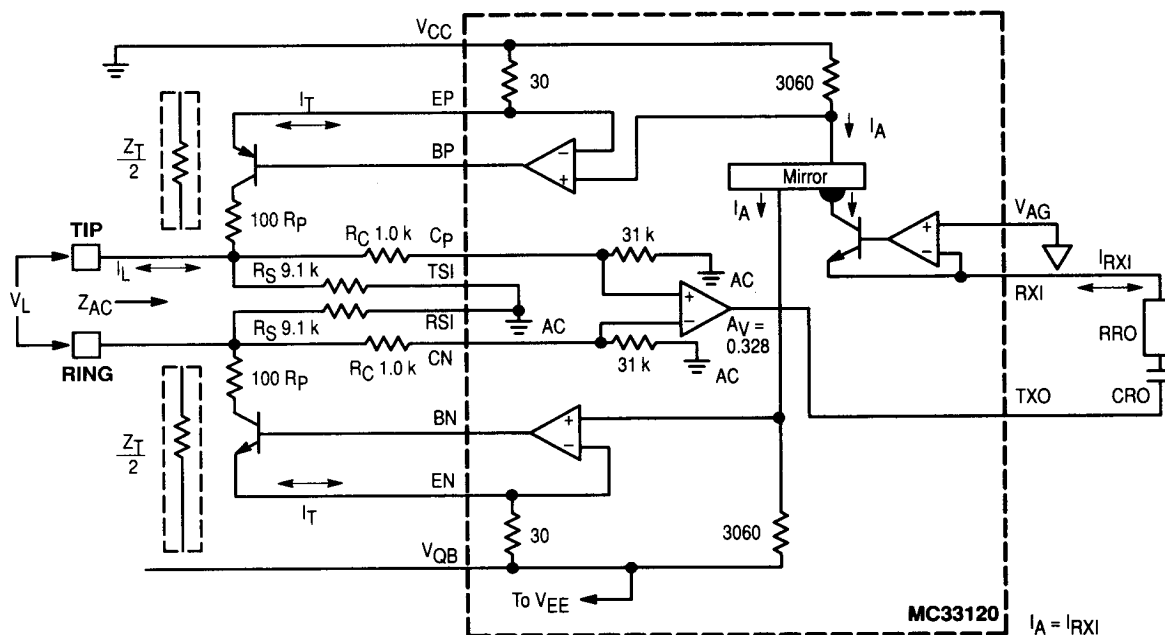 VCC
30
3060
EP
IT
IA
ZT
2
BP
−
+
Mirror
IA
100 RP
VAG
+
−
TIP
RC 1.0 k
CP
31 k
IRXI
IL
RS 9.1 k
TSI
AC
RXI
VL
ZAC
+
−
RSI
AC
AV =
0.328
RRO
RS 9.1 k
CN
31 k
RING
RC 1.0 k
AC
100 RP
TXO
CRO
BN
+
−
ZT
2
EN
IT
30
3060
VQB
To VEE
MC33120
IA = IRXI